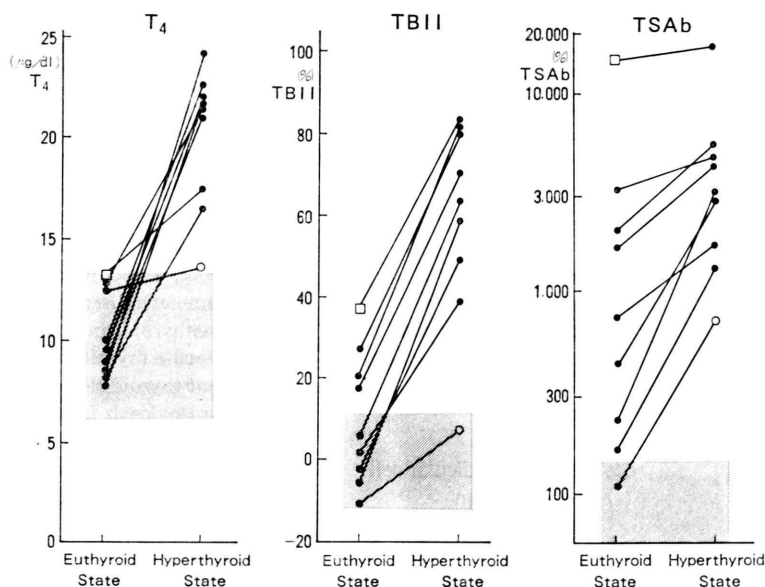 T₄
25
(μg/dl)
T₄
20
15
10
5
0
Euthyroid
State
Hyperthyroid
State
TBII
100
(%)
TBII
80
60
40
20
0
-20
Euthyroid
State
Hyperthyroid
State
TSAb
20.000
(%)
TSAb
10.000
3.000
1.000
300
100
Euthyroid
State
Hyperthyroid
State